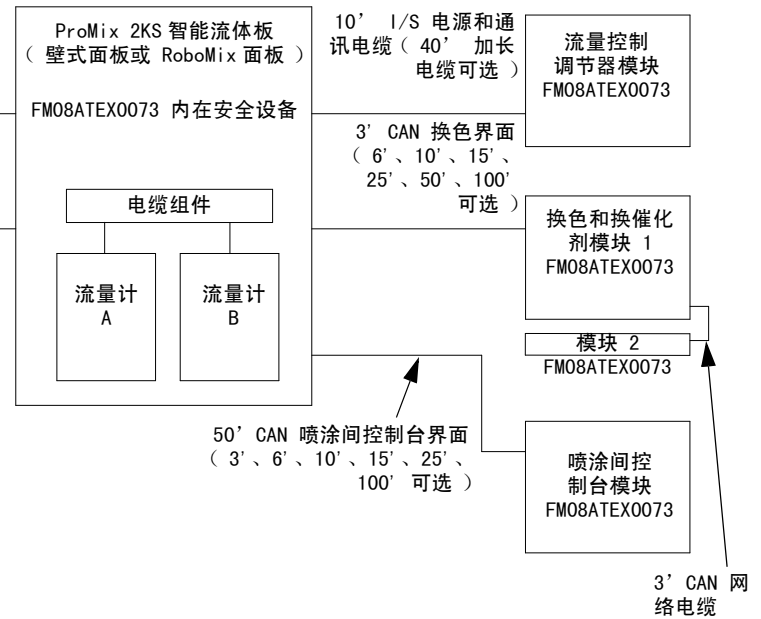 ProMix 2KS 智能流体板
（ 壁式面板或 RoboMix 面板 ）
FM08ATEX0073 内在安全设备
电缆组件
流量计
A
流量计
B
10’ I/S 电源和通
讯电缆（ 40’ 加长
电缆可选 ）
流量控制
调节器模块
FM08ATEX0073
3' CAN 换色界面
（ 6'、10'、15'、
25'、50'、100'
可选 ）
换色和换催化
剂模块 1
FM08ATEX0073
模块 2
FM08ATEX0073
50’CAN 喷涂间控制台界面
（ 3'、6'、10'、15'、25'、
100' 可选 ）
喷涂间控
制台模块
FM08ATEX0073
3’CAN 网
络电缆